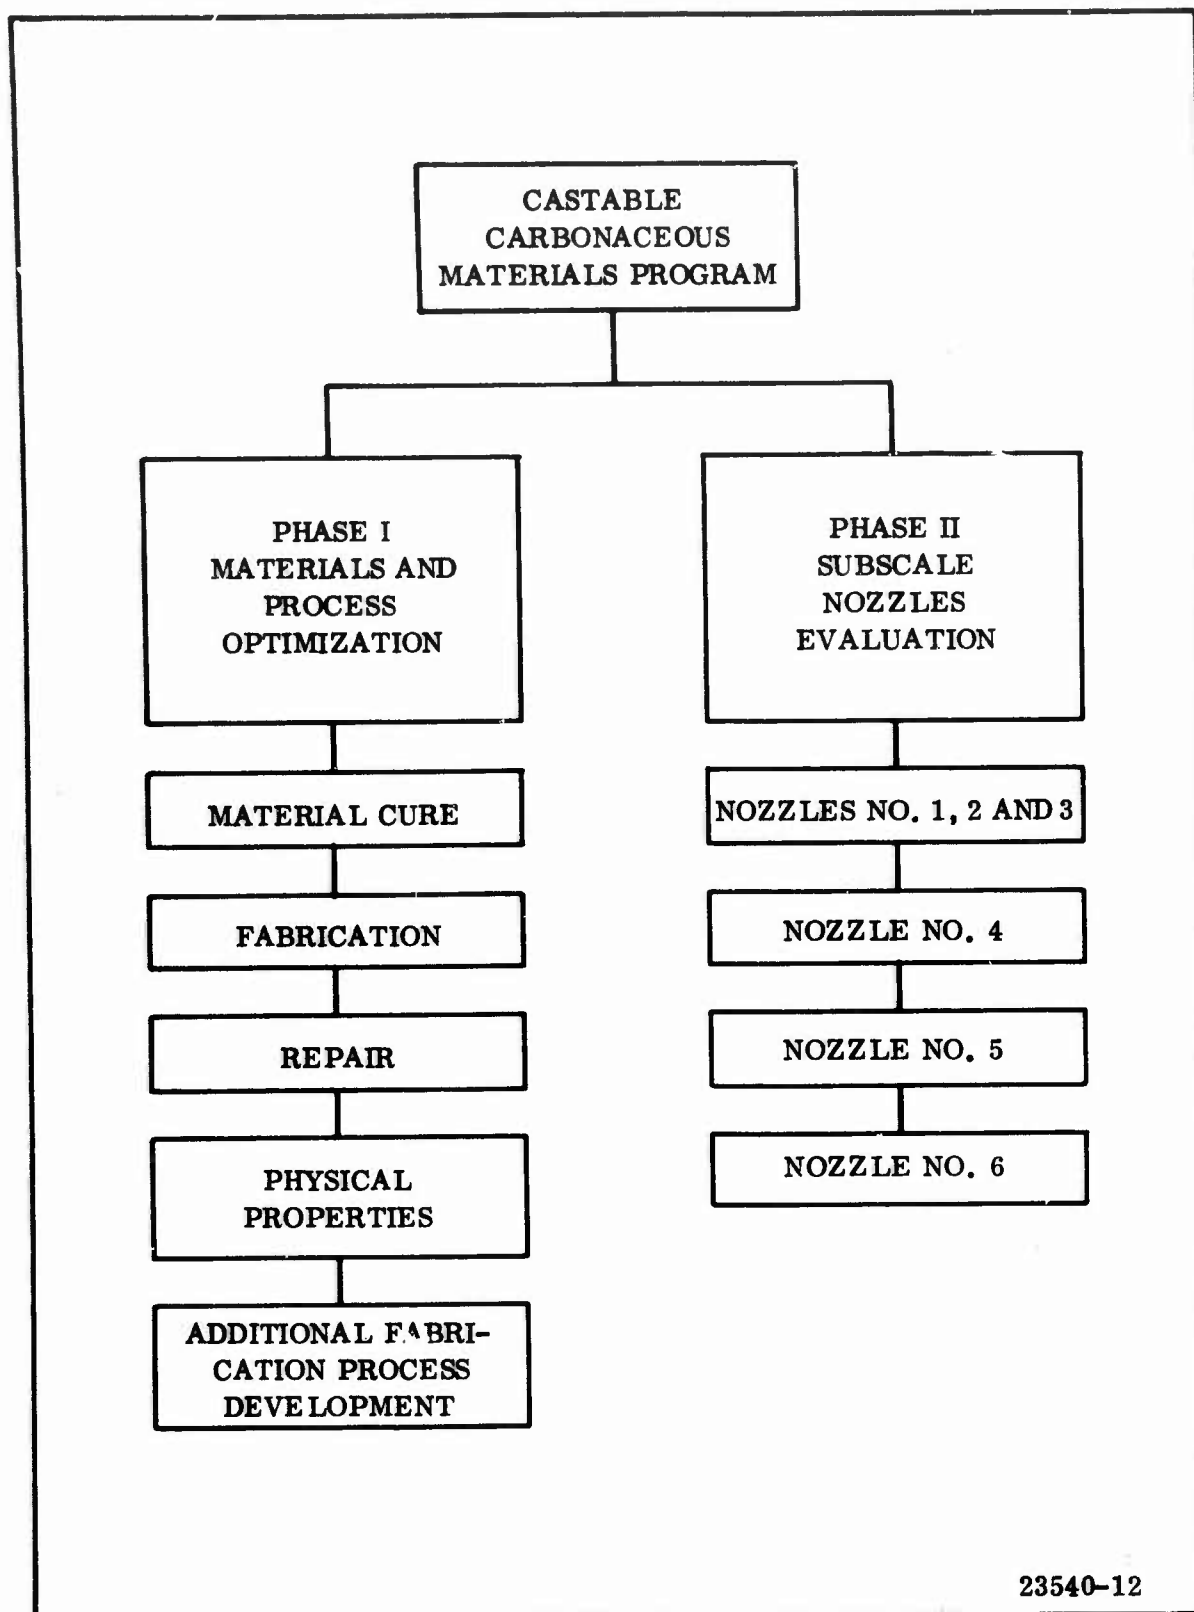 CASTABLE
CARBONACEOUS
MATERIALS PROGRAM
PHASE I
MATERIALS AND
PROCESS
OPTIMIZATION
MATERIAL CURE
FABRICATION
REPAIR
PHYSICAL
PROPERTIES
ADDITIONAL FABRI-
CATION PROCESS
DEVELOPMENT
PHASE II
SUBSCALE
NOZZLES
EVALUATION
NOZZLES NO. 1, 2 AND 3
NOZZLE NO. 4
NOZZLE NO. 5
NOZZLE NO. 6
23540-12